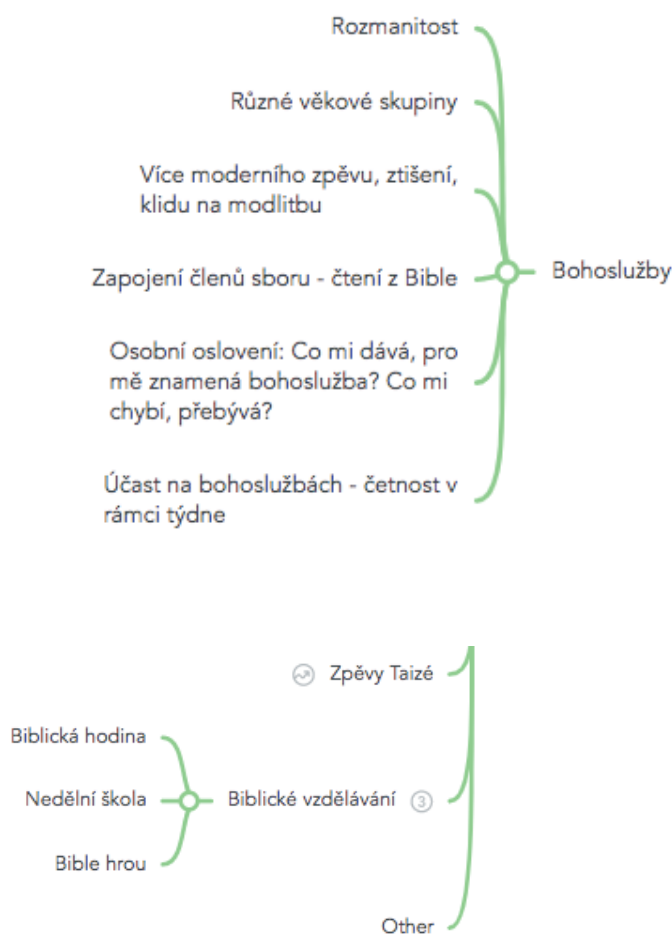 Rozmanitost
Různé věkové skupiny
Více moderního zpěvu, ztišení,
klidu na modlitbu
Zapojení členů sboru - čtení z Bible
Bohoslužby
Osobní oslovení: Co mi dává, pro
mě znamená bohoslužba? Co mi
chybí, přebývá?
Účast na bohoslužbách - četnost v
rámci týdne
Zpěvy Taizé
Biblická hodina
Nedělní škola
Biblické vzdělávání 3
Bible hrou
Other